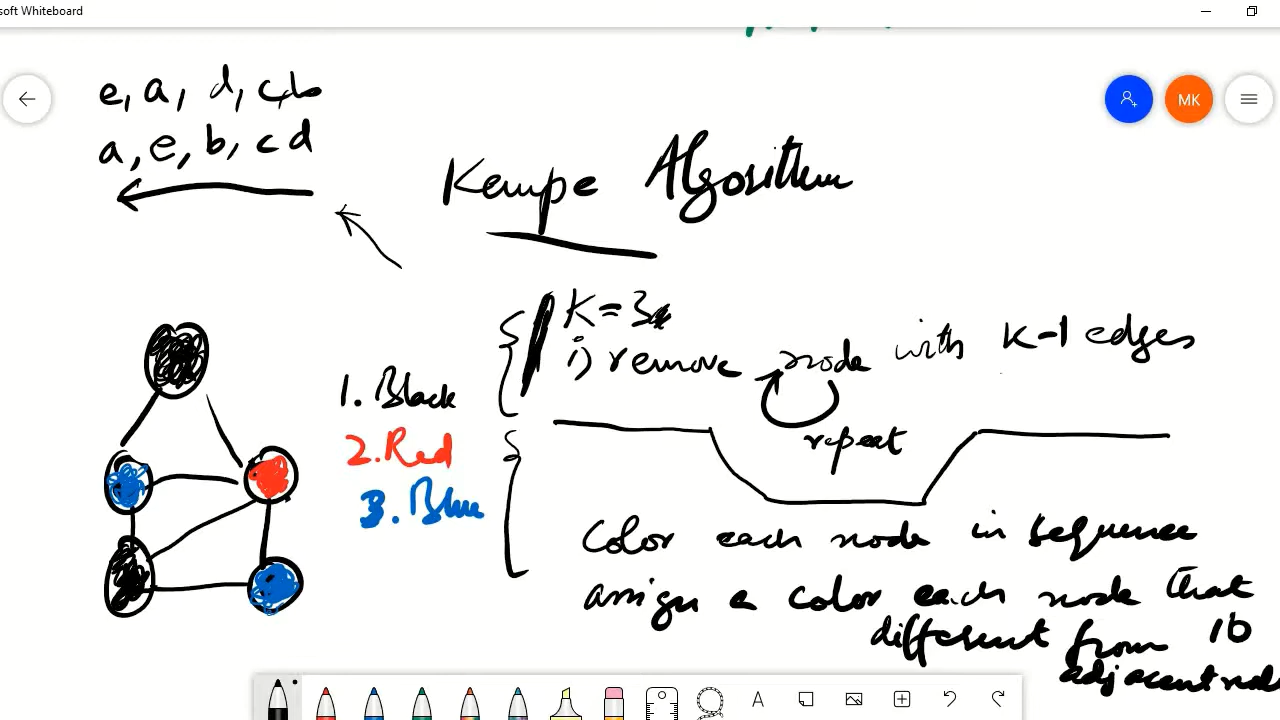 soft Whiteboard
MK
e, a, d, c, b
a, e, b, c d
Kempe Algorithm
K = 3
i) remove node with K-1 edges
repeat
1. Black
2. Red
3. Blue
Color each node in sequence
assign a color each node that
different from its
adjacent node
A